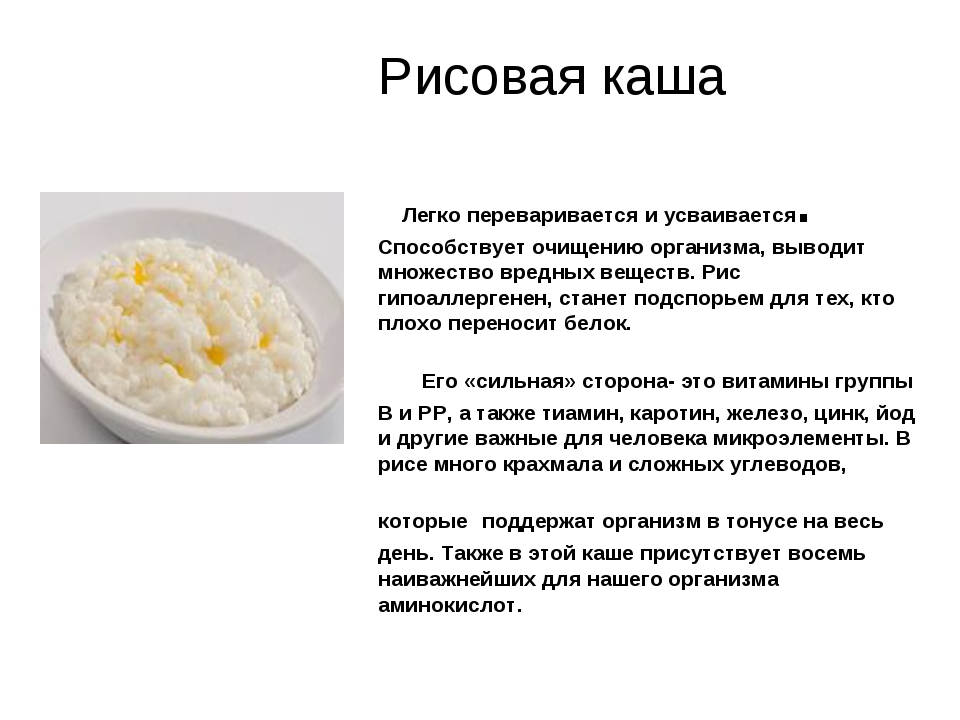 Рисовая каша
Легко переваривается и усваивается.
Способствует очищению организма, выводит
множество вредных веществ. Рис
гипоаллергенен, станет подспорьем для тех, кто
плохо переносит белок.
Его «сильная» сторона- это витамины группы
В и РР, а также тиамин, каротин, железо, цинк, йод
и другие важные для человека микроэлементы. В
рисе много крахмала и сложных углеводов,
которые поддержат организм в тонусе на весь
день. Также в этой каше присутствует восемь
наиважнейших для нашего организма
аминокислот.